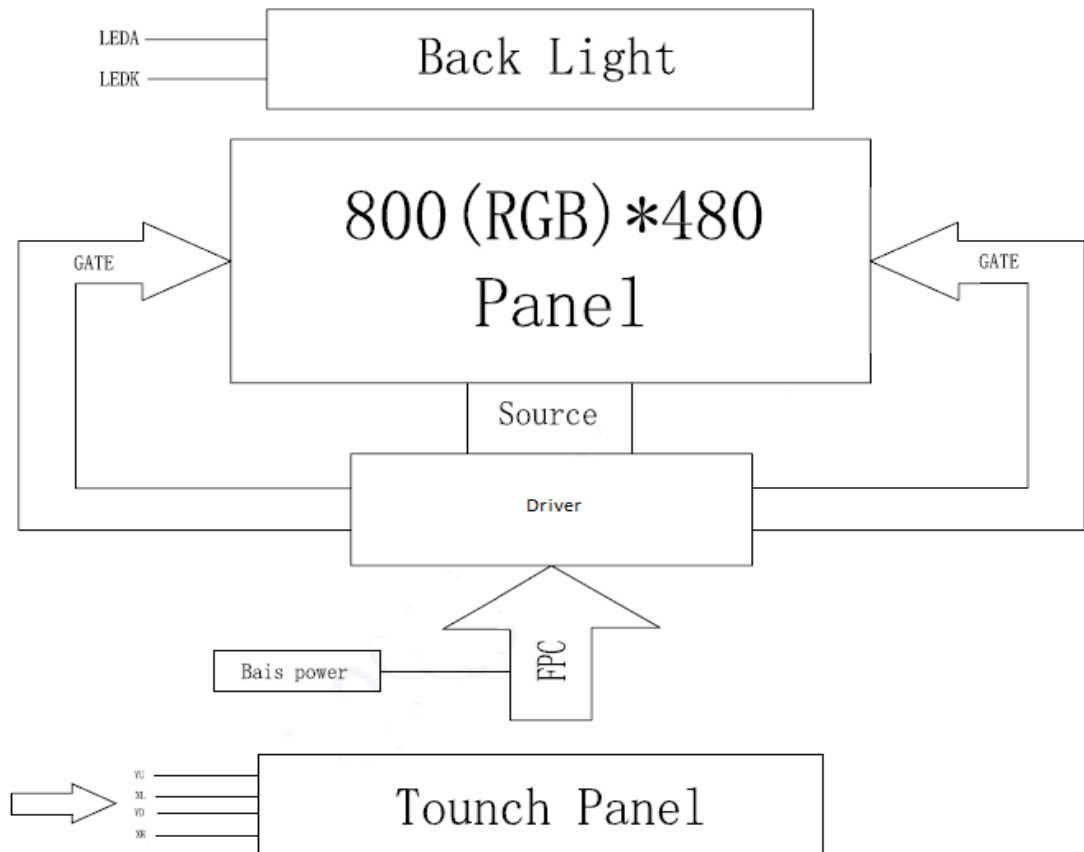 LEDA
LEDK
Back Light
800(RGB)*480
Panel
GATE
GATE
Source
Driver
FPC
Bais power
YU
XL
YD
XR
Tounch Panel